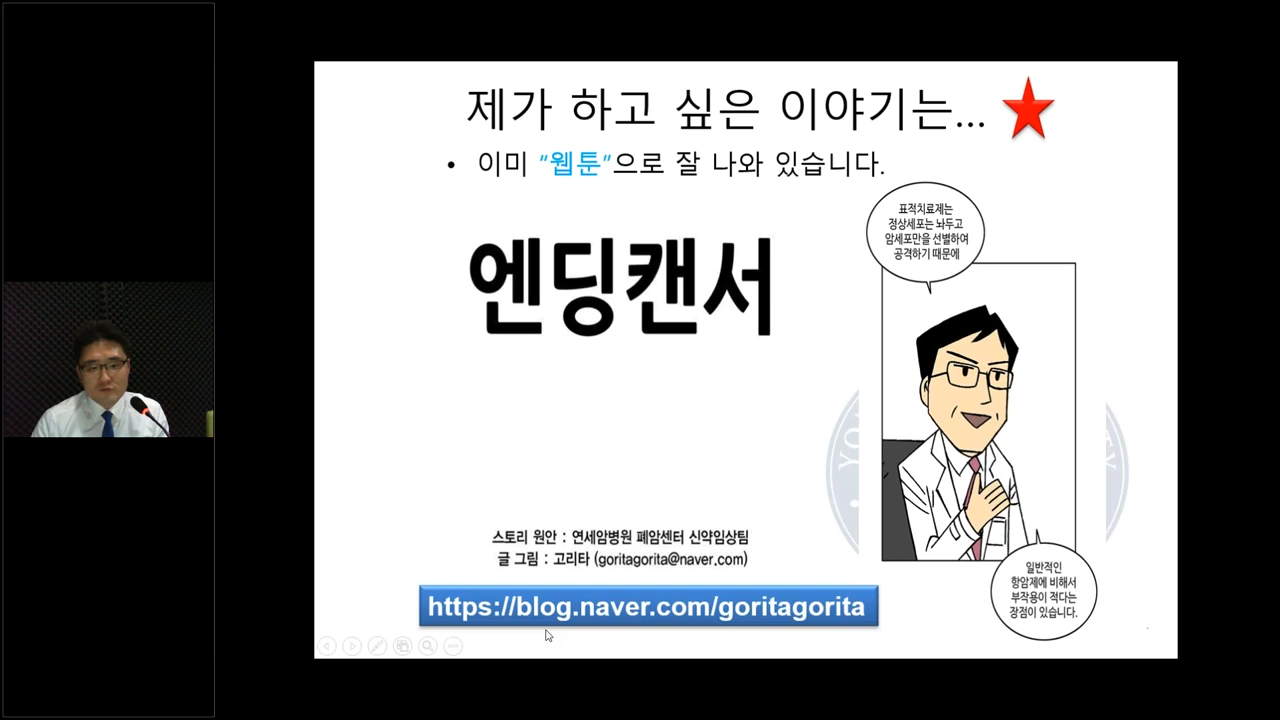 제가 하고 싶은 이야기는...
• 이미 “웹툰”으로 잘 나와 있습니다.
표적치료제는
정상세포는 놔두고
암세포만을 선별하여
공격하기 때문에
엔딩캔서
스토리 원안 : 연세암병원 폐암센터 신약임상팀
글 그림 : 고리타 (goritagorita@naver.com)
일반적인
항암제에 비해서
부작용이 적다는
장점이 있습니다.
https://blog.naver.com/goritagorita